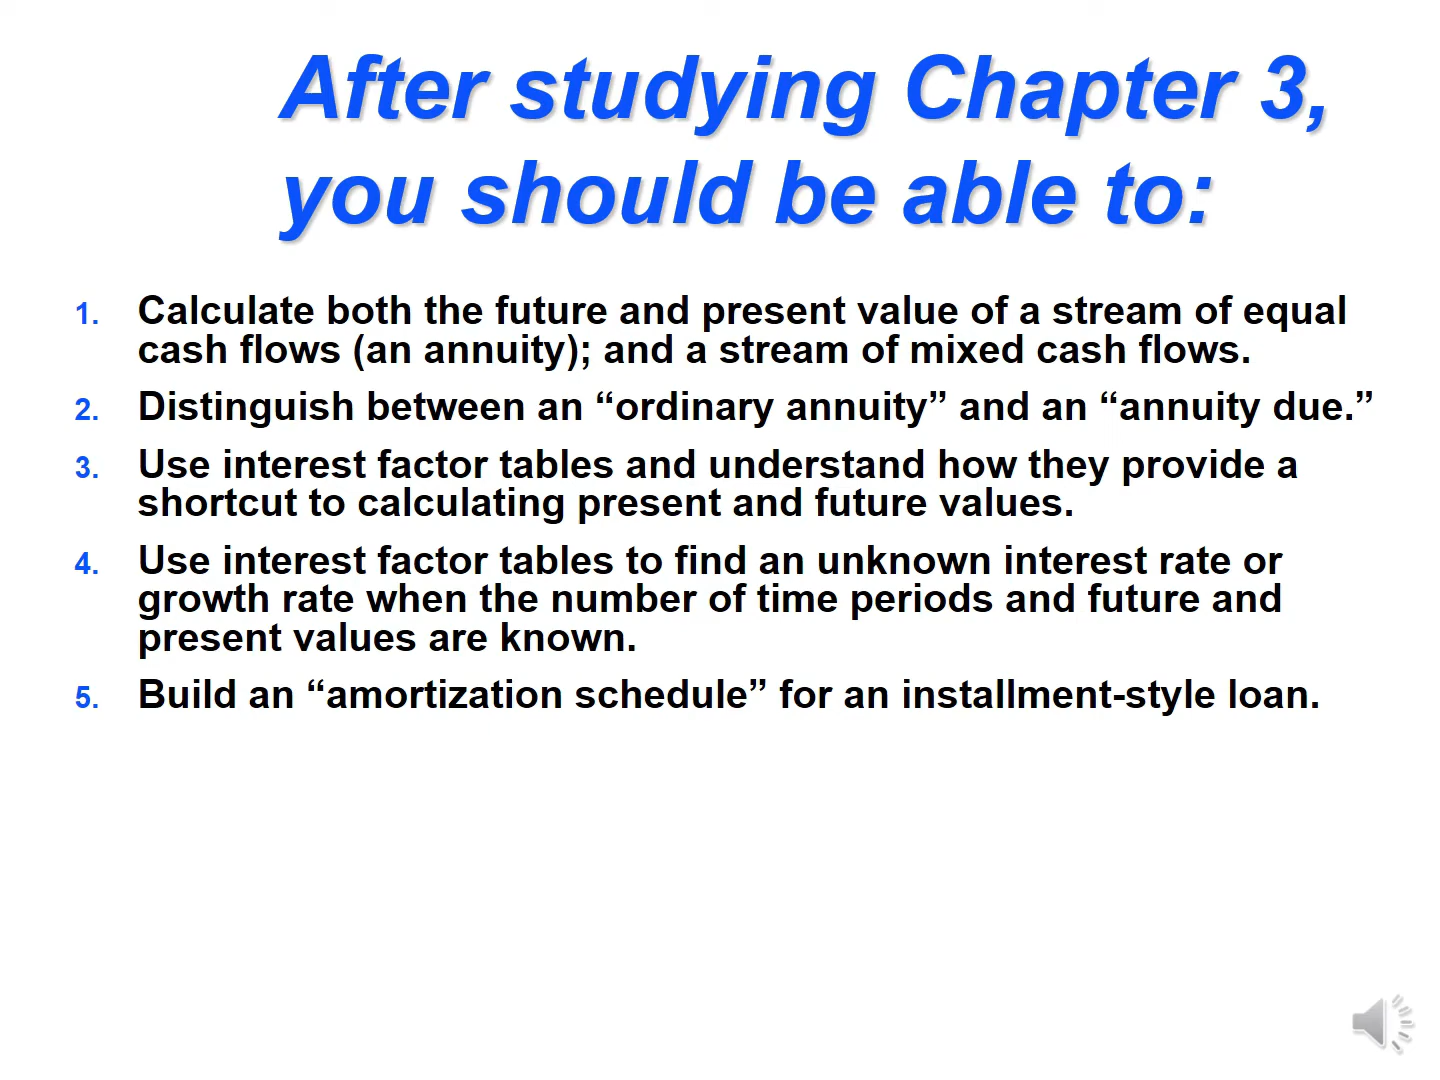 After studying Chapter 3,
you should be able to:
1. Calculate both the future and present value of a stream of equal
cash flows (an annuity); and a stream of mixed cash flows.
2. Distinguish between an “ordinary annuity” and an “annuity due.”
3. Use interest factor tables and understand how they provide a
shortcut to calculating present and future values.
4. Use interest factor tables to find an unknown interest rate or
growth rate when the number of time periods and future and
present values are known.
5. Build an “amortization schedule” for an installment-style loan.